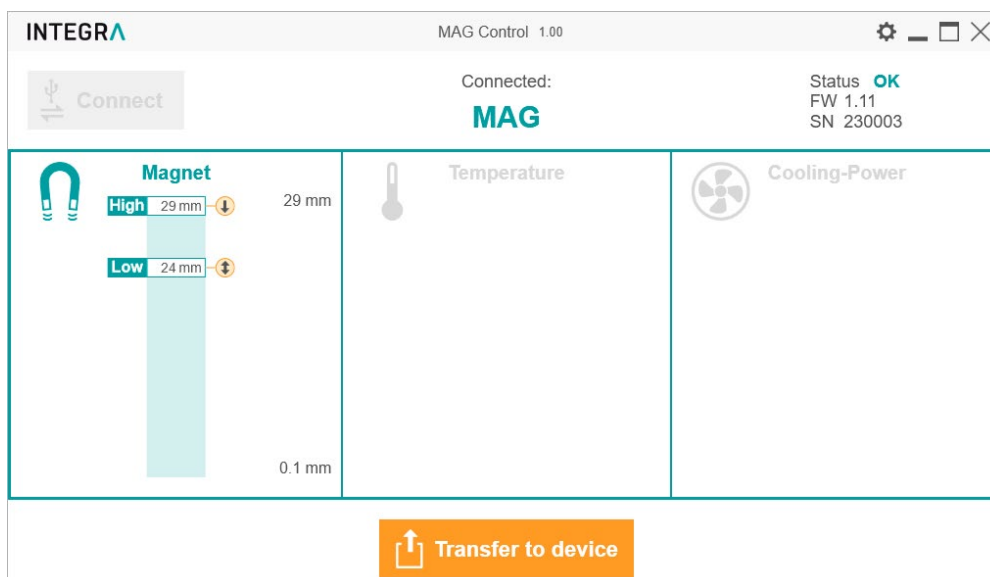 INTEGRA
MAG Control 1.00
Connect
Connected:
MAG
Status OK
FW 1.11
SN 230003
Magnet
High 29 mm
29 mm
Low 24 mm
0.1 mm
Temperature
Cooling-Power
Transfer to device